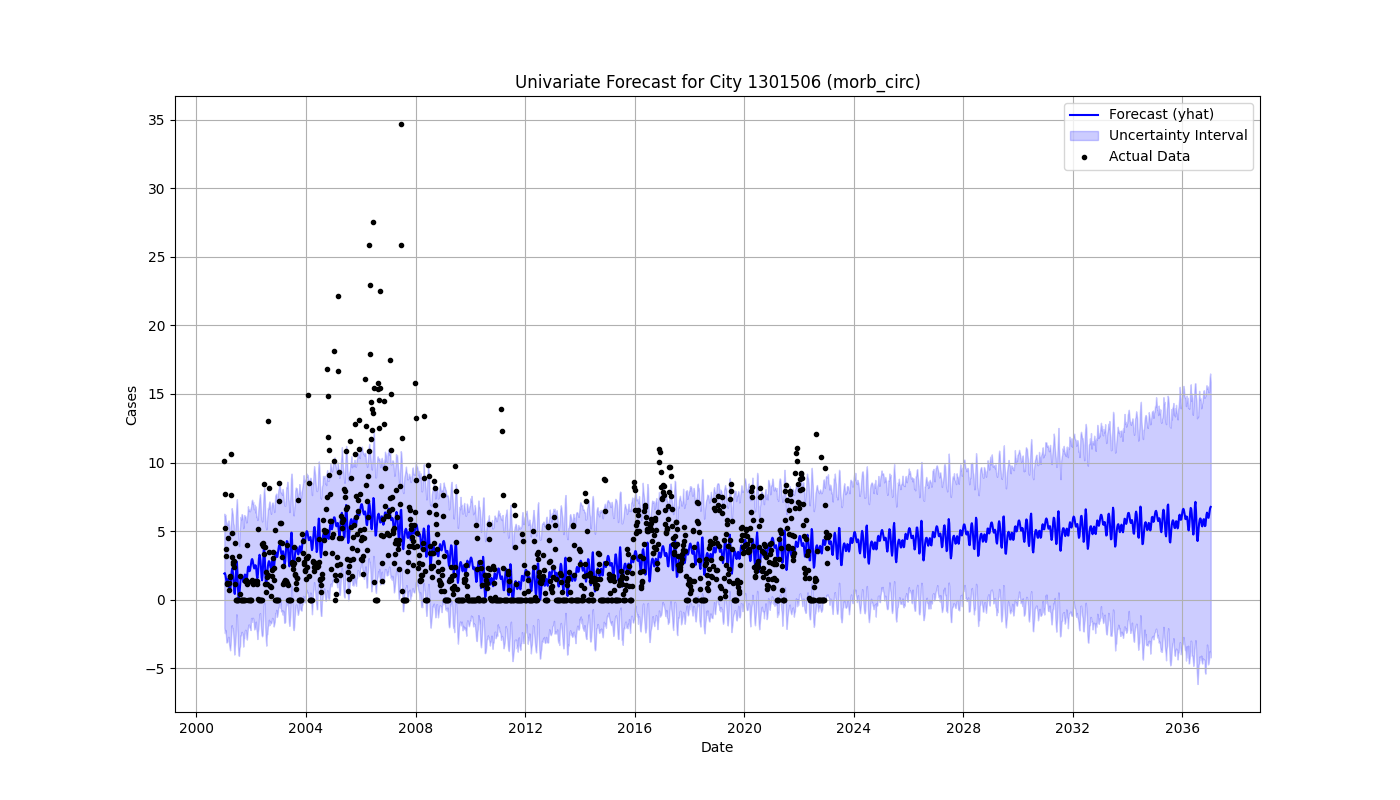 Univariate Forecast for City 1301506 (morb_circ)
Forecast (yhat)
Uncertainty Interval
Actual Data
Cases
35
30
25
20
15
10
5
0
−5
2000 2004 2008 2012 2016 2020 2024 2028 2032 2036
Date